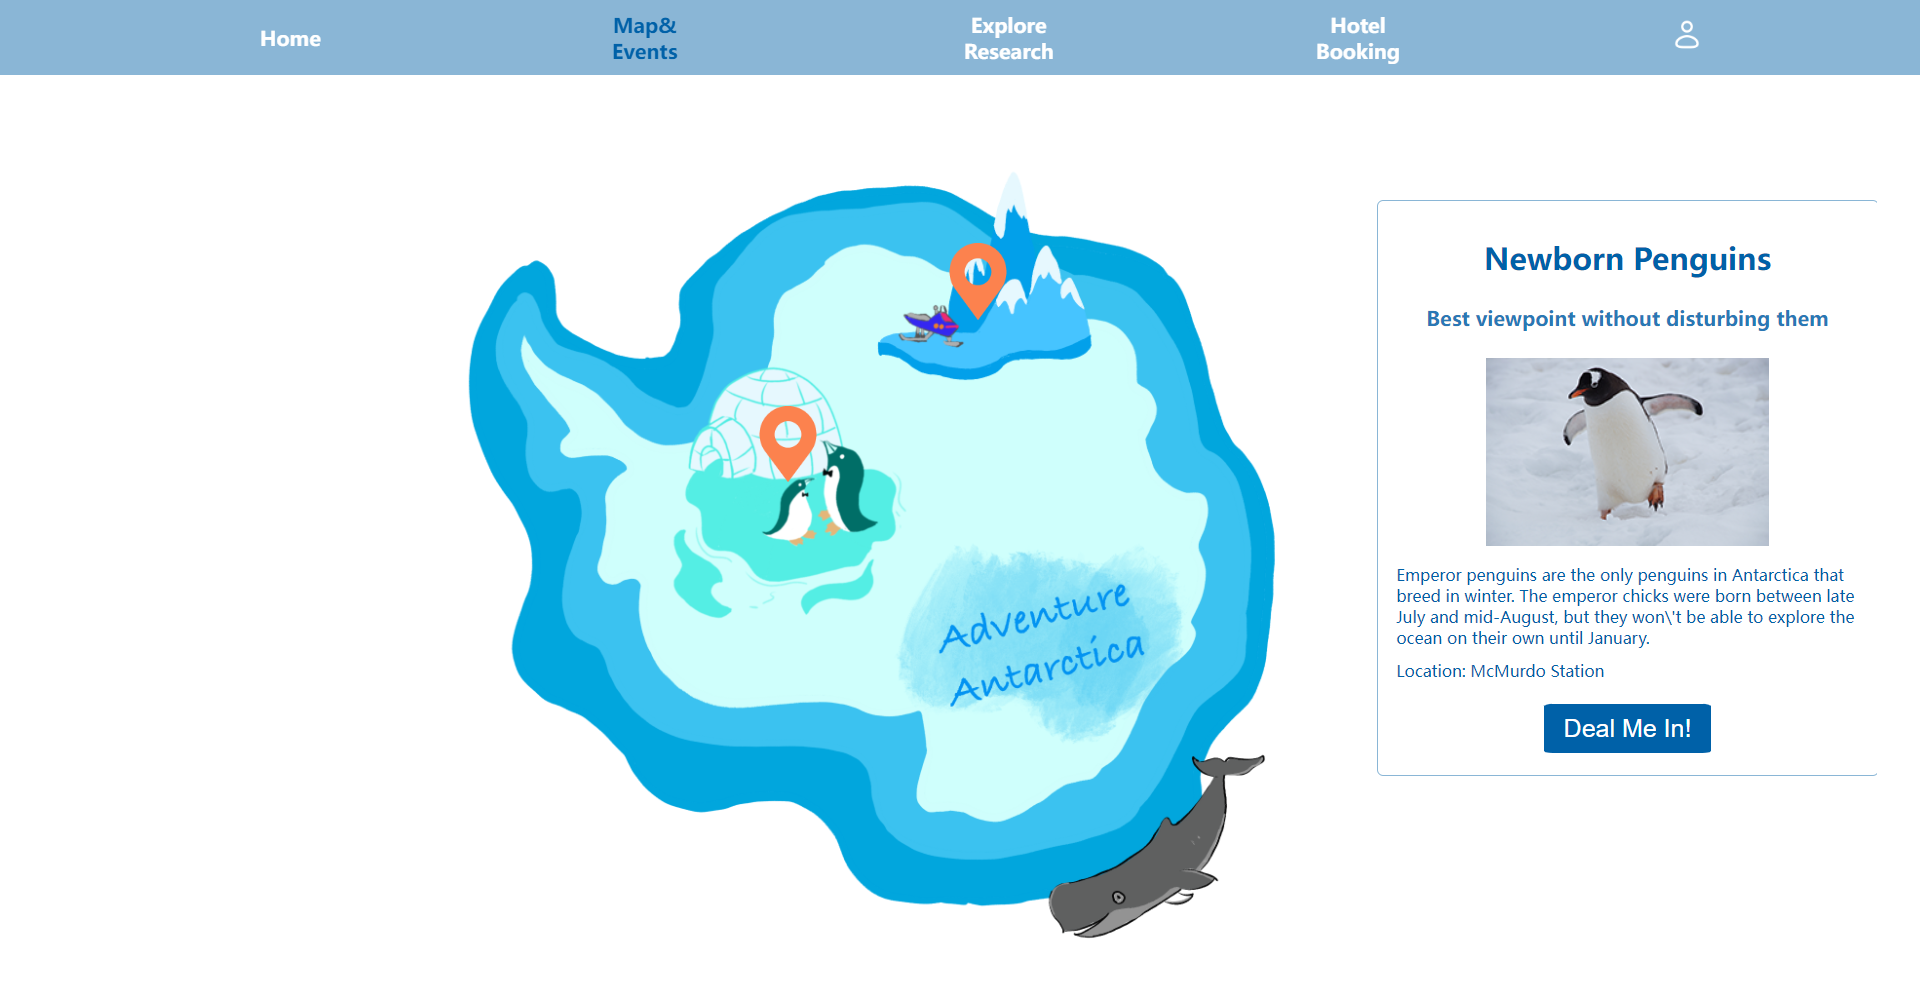 Home
Map&
Events
Explore
Research
Hotel
Booking
Newborn Penguins
Best viewpoint without disturbing them
Emperor penguins are the only penguins in Antarctica that
breed in winter. The emperor chicks were born between late
July and mid-August, but they won\'t be able to explore the
ocean on their own until January.
Location: McMurdo Station
Deal Me In!
Adventure
Antarctica